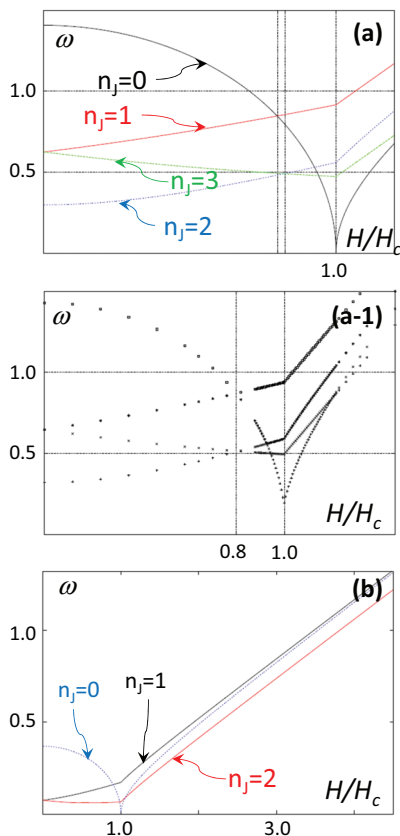 ω
(a)
n_J=0
1.0
n_J=1
0.5
n_J=3
n_J=2
H/H_c
1.0
ω
(a-1)
1.0
0.5
H/H_c
0.8 1.0
ω
(b)
1.0
n_J=1
n_J=0
0.5
n_J=2
H/H_c
1.0 3.0